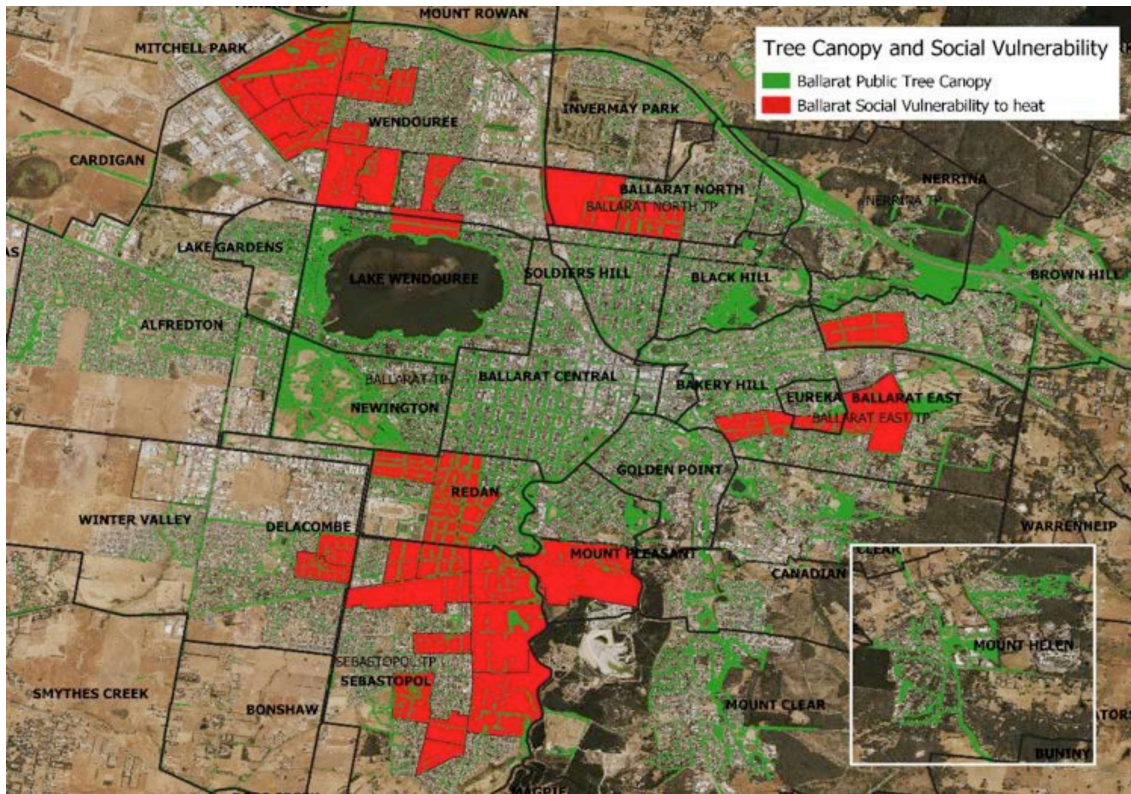 MOUNT ROWAN
MITCHELL PARK
Tree Canopy and Social Vulnerability
Ballarat Public Tree Canopy
Ballarat Social Vulnerability to heat
INVERMAY PARK
WENDOUREE
CARDIGAN
BALLARAT NORTH
NERRINA
BALLARAT NORTH TP
NERRINA TP
LAKE GARDENS
AS
LAKE WENDOUREE
SOLDIERS HILL
BLACK HILL
BROWN HILL
ALFREDTON
BALLARAT TP
BALLARAT CENTRAL
BAKERY HILL
NEWINGTON
EUREKA
BALLARAT EAST
BALLARAT EAST TP
GOLDEN POINT
REDAN
WINTER VALLEY
DELACOMBE
WARRENHEIP
MOUNT PLEASANT
CLEAR
CANADIAN
MOUNT HELEN
SEBASTOPOL TP
SEBASTOPOL
SMYTHES CREEK
BONSHAW
MOUNT CLEAR
ATORS
BUNINY
MAGPIE